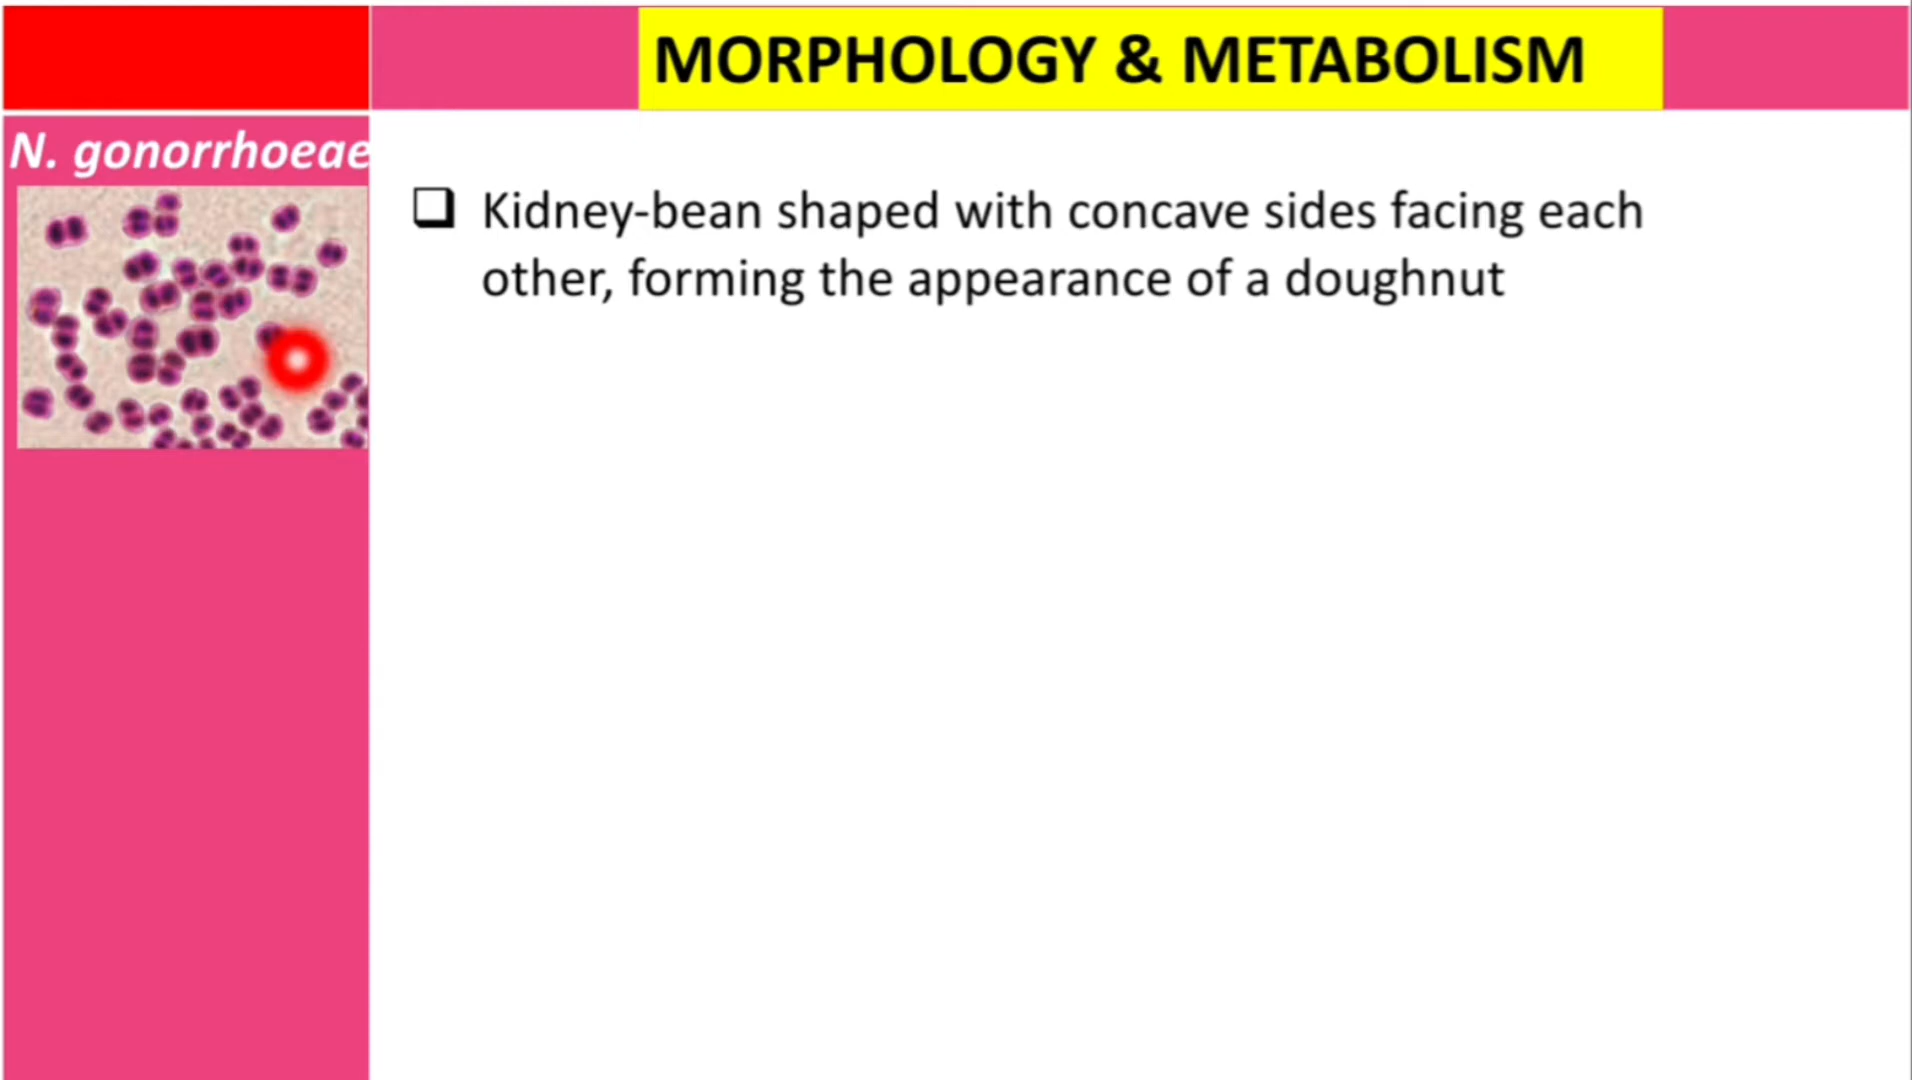 MORPHOLOGY & METABOLISM
N. gonorrhoeae
Kidney-bean shaped with concave sides facing each
other, forming the appearance of a doughnut